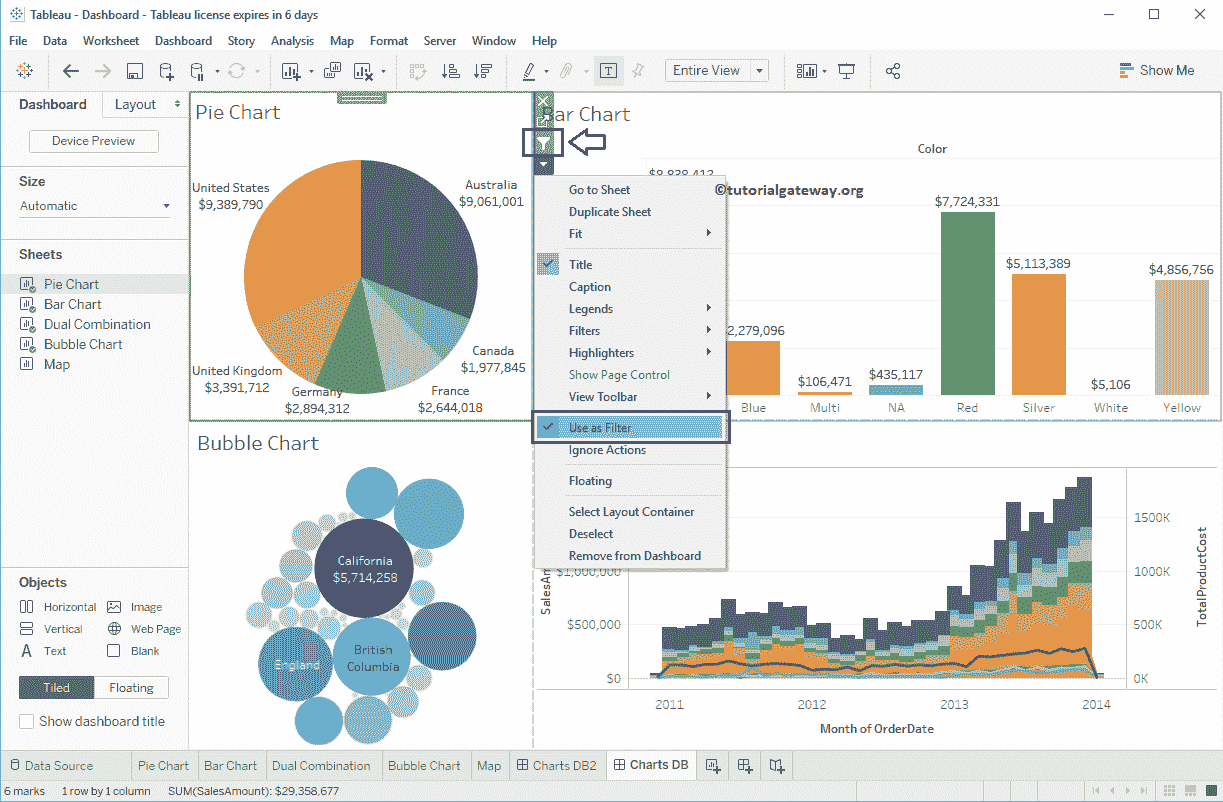 Tableau - Dashboard - Tableau license expires in 6 days
File Data Worksheet Dashboard Story Analysis Map Format Server Window Help
Entire View
Show Me
Dashboard Layout
Device Preview
Size
Automatic
Sheets
Pie Chart
Bar Chart
Dual Combination
Bubble Chart
Map
Objects
Horizontal Image
Vertical Web Page
Text Blank
Tiled Floating
Show dashboard title
Pie Chart
United States
$9,389,790
Australia
$9,061,001
Canada
$1,977,845
France
$2,644,018
Germany
$2,894,312
United Kingdom
$3,391,712
Bar Chart
Color
©tutorialgateway.org
$8,838,412
$2,279,096
$106,471
$435,117
$7,724,331
$5,113,389
$5,106
$4,856,756
Blue Multi NA Red Silver White Yellow
Go to Sheet
Duplicate Sheet
Fit
Title
Caption
Legends
Filters
Highlighters
Show Page Control
View Toolbar
Use as Filter
Ignore Actions
Floating
Select Layout Container
Deselect
Remove from Dashboard
Bubble Chart
California
$5,714,258
British
Columbia
England
$1,000,000
$500,000
$0
1500K
1000K
500K
0K
TotalProductCost
2011 2012 2013 2014
Month of OrderDate
Data Source Pie Chart Bar Chart Dual Combination Bubble Chart Map Charts DB2 Charts DB
6 marks 1 row by 1 column SUM(SalesAmount): $29,358,677